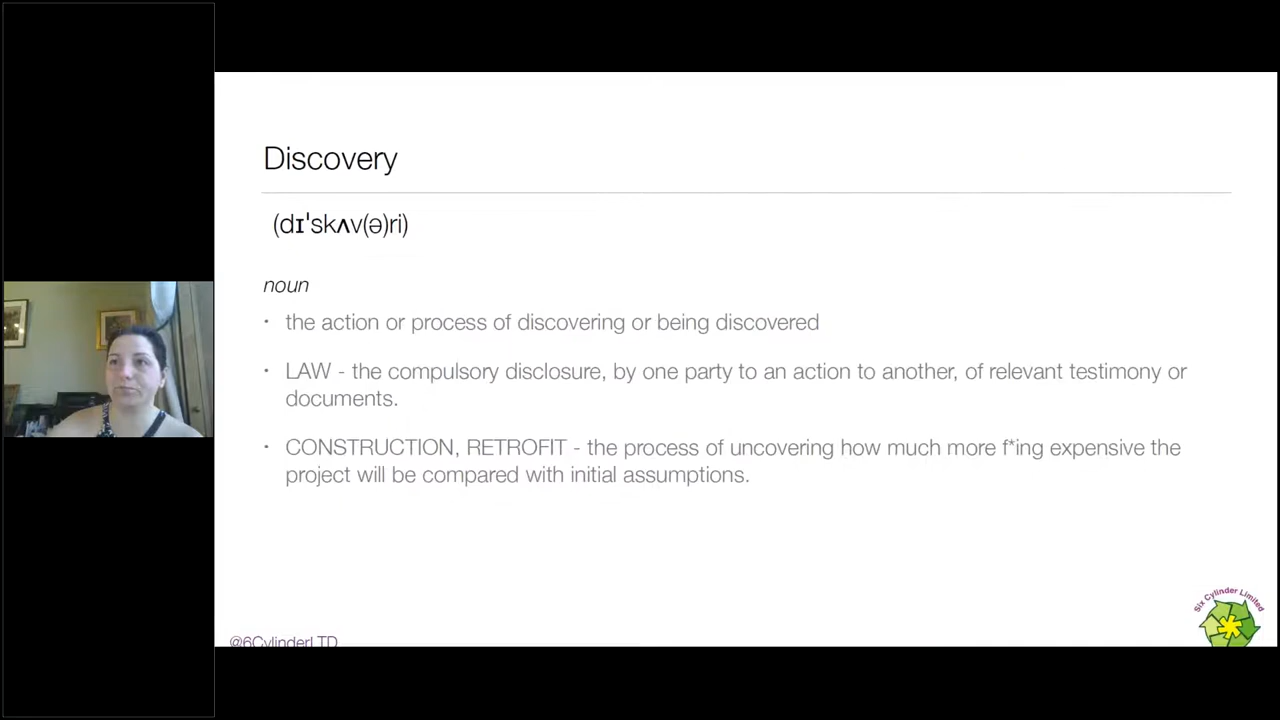 Discovery
(dɪˈskʌv(ə)ri)
noun
• the action or process of discovering or being discovered
• LAW - the compulsory disclosure, by one party to an action to another, of relevant testimony or
documents.
• CONSTRUCTION, RETROFIT - the process of uncovering how much more f*ing expensive the
project will be compared with initial assumptions.
@6CylinderLTD
Six Cylinder Limited